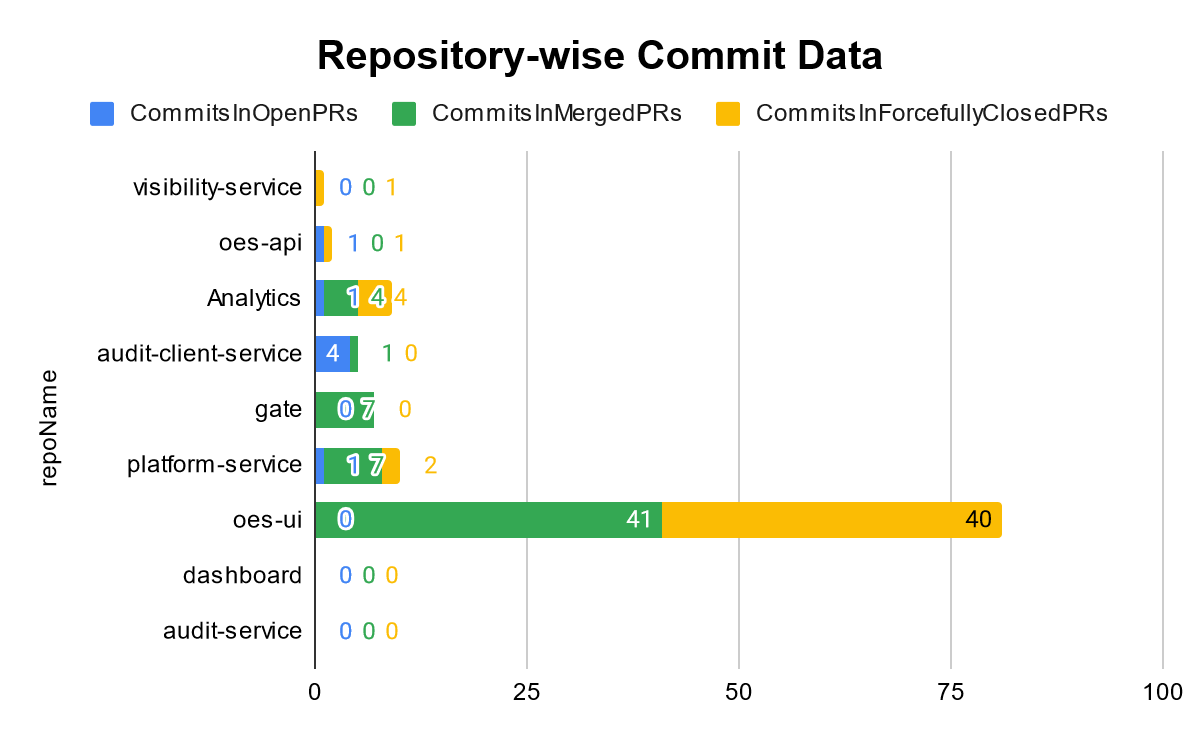 Repository-wise Commit Data
CommitsInOpenPRs CommitsInMergedPRs CommitsInForcefullyClosedPRs
repoName
visibility-service 0 0 1
oes-api 1 0 1
Analytics 1 4 4
audit-client-service 4 1 0
gate 0 7 0
platform-service 1 7 2
oes-ui 0 41 40
dashboard 0 0 0
audit-service 0 0 0
0 25 50 75 100